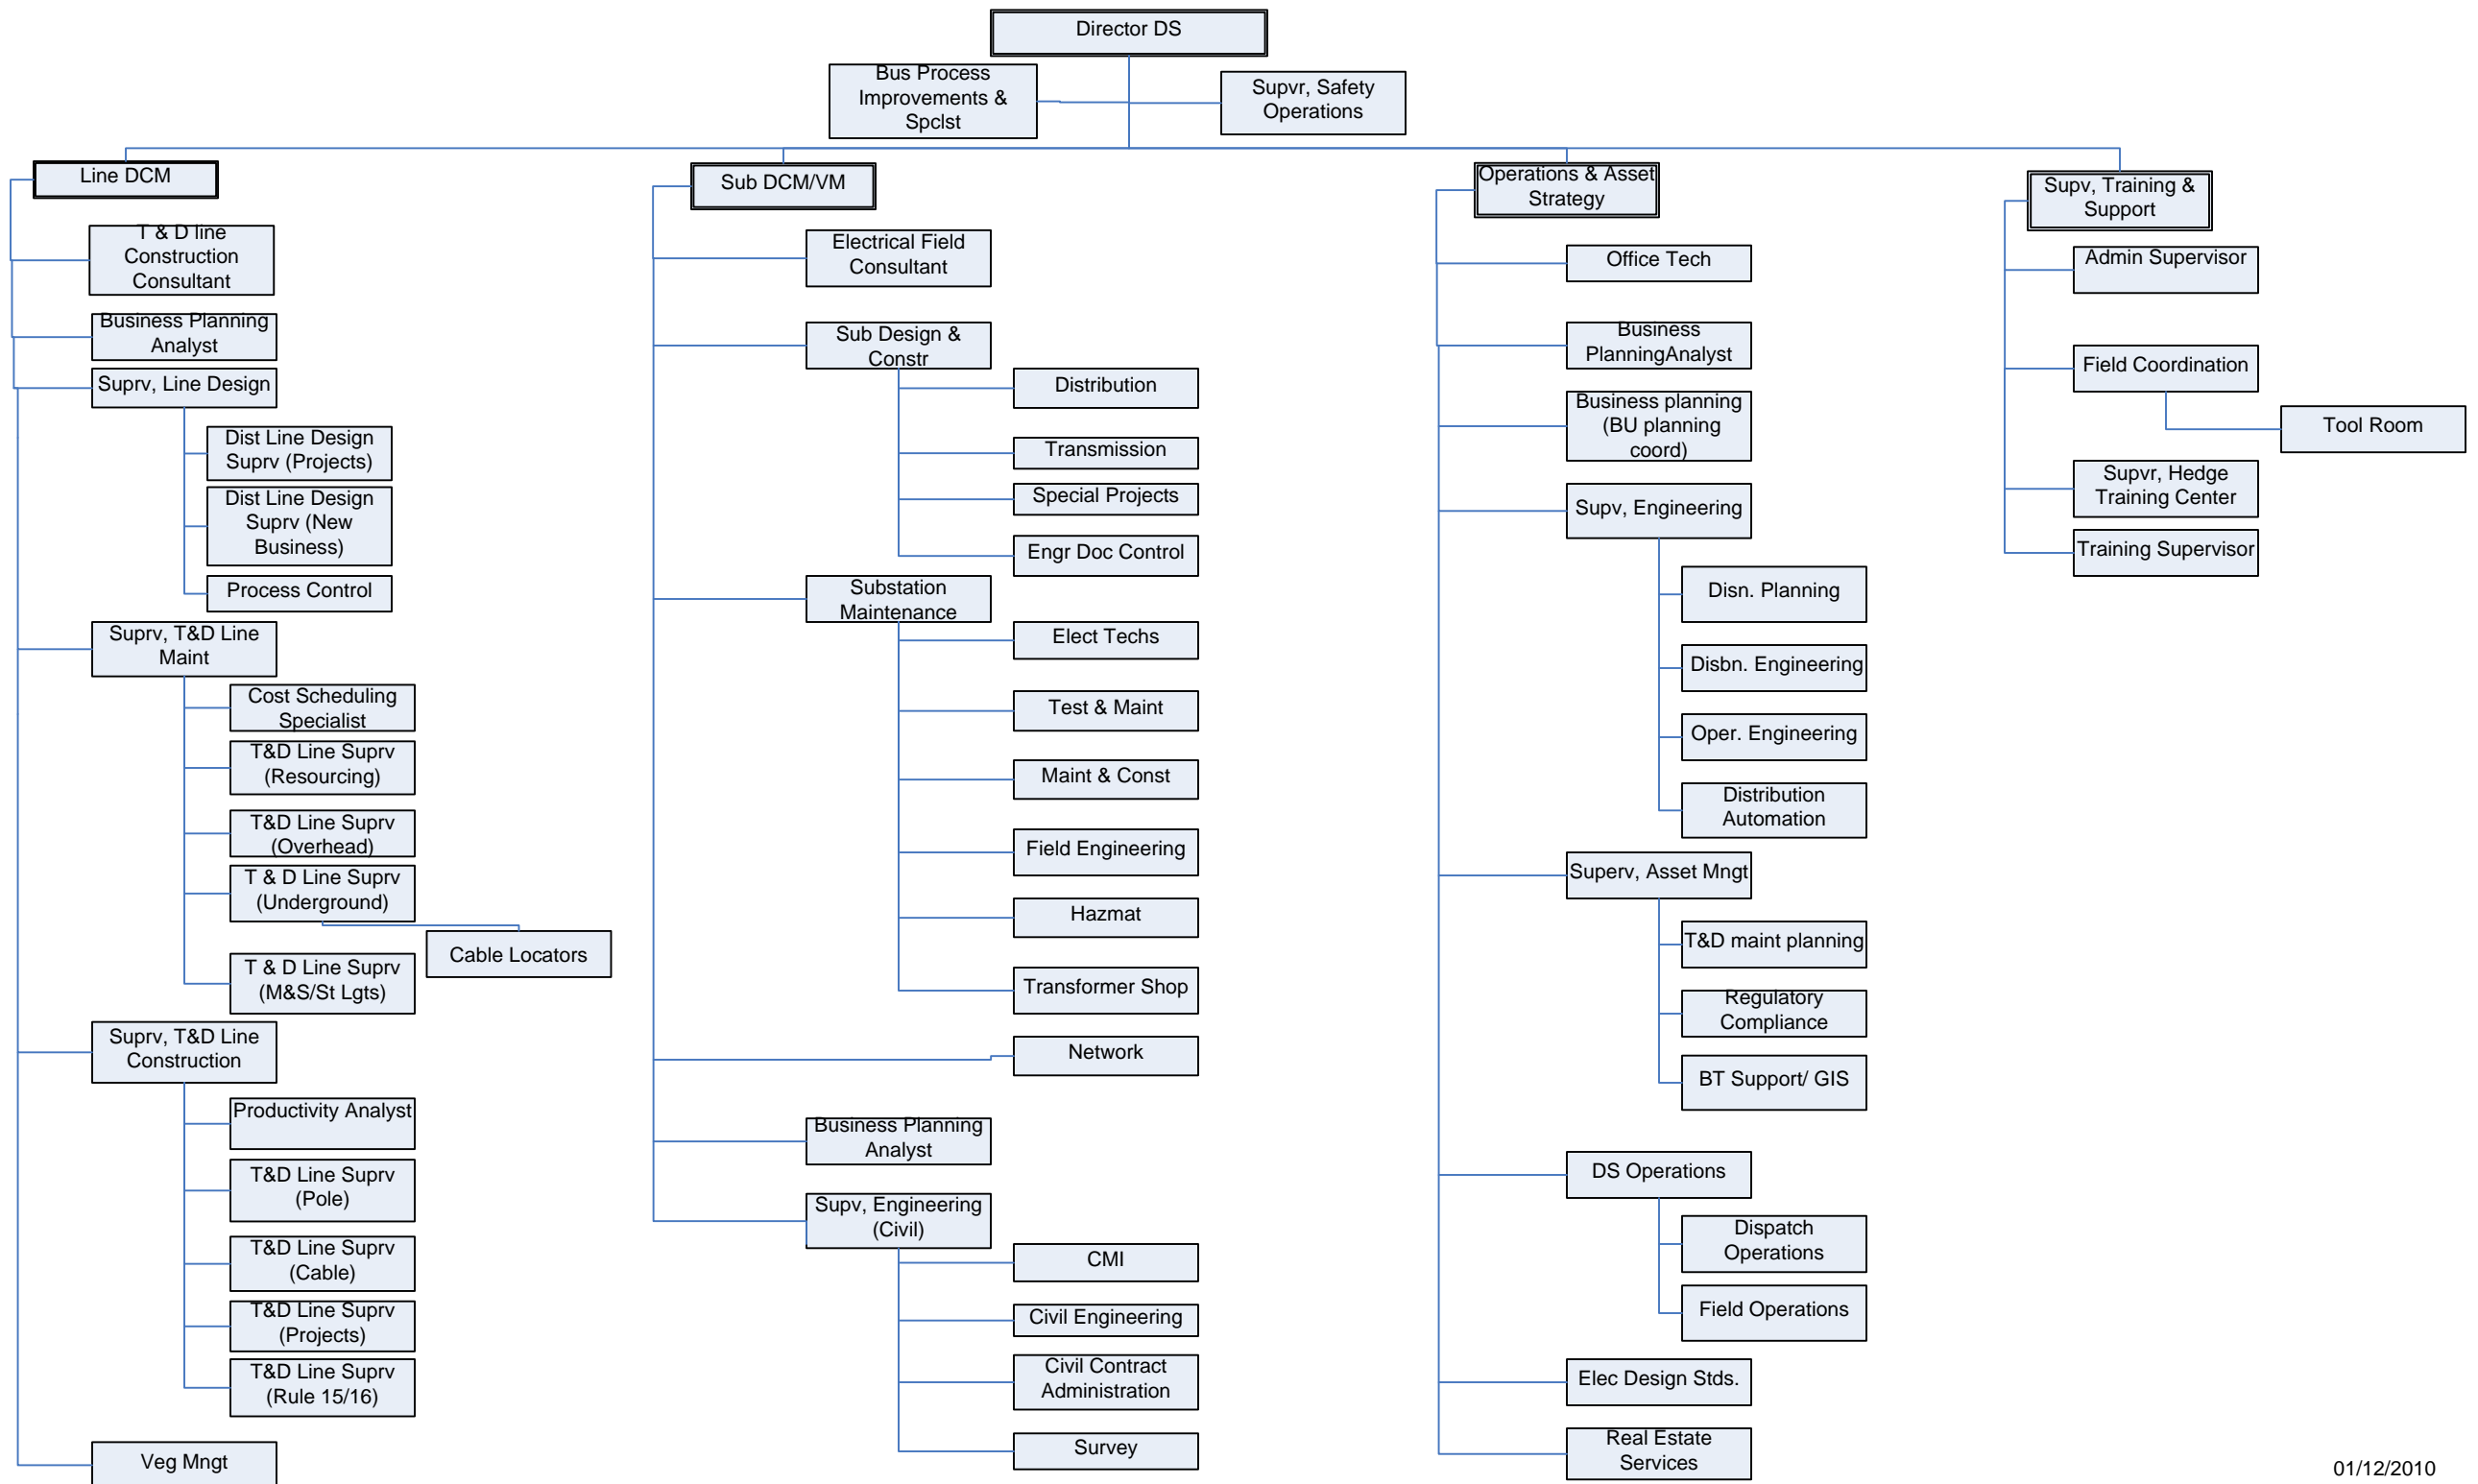 Director DS
Bus Process
Improvements &
Spclst
Supvr, Safety
Operations
Line DCM
T & D line
Construction
Consultant
Business Planning
Analyst
Suprv, Line Design
Dist Line Design
Suprv (Projects)
Dist Line Design
Suprv (New
Business)
Process Control
Suprv, T&D Line
Maint
Cost Scheduling
Specialist
T&D Line Suprv
(Resourcing)
T&D Line Suprv
(Overhead)
T & D Line Suprv
(Underground)
Cable Locators
T & D Line Suprv
(M&S/St Lgts)
Suprv, T&D Line
Construction
Productivity Analyst
T&D Line Suprv
(Pole)
T&D Line Suprv
(Cable)
T&D Line Suprv
(Projects)
T&D Line Suprv
(Rule 15/16)
Veg Mngt
Sub DCM/VM
Electrical Field
Consultant
Sub Design &
Constr
Distribution
Transmission
Special Projects
Engr Doc Control
Substation
Maintenance
Elect Techs
Test & Maint
Maint & Const
Field Engineering
Hazmat
Transformer Shop
Network
Business Planning
Analyst
Supv, Engineering
(Civil)
CMI
Civil Engineering
Civil Contract
Administration
Survey
Operations & Asset
Strategy
Office Tech
Business
PlanningAnalyst
Business planning
(BU planning
coord)
Supv, Engineering
Disn. Planning
Disbn. Engineering
Oper. Engineering
Distribution
Automation
Superv, Asset Mngt
T&D maint planning
Regulatory
Compliance
BT Support/ GIS
DS Operations
Dispatch
Operations
Field Operations
Elec Design Stds.
Real Estate
Services
Supv, Training &
Support
Admin Supervisor
Field Coordination
Tool Room
Supvr, Hedge
Training Center
Training Supervisor
01/12/2010